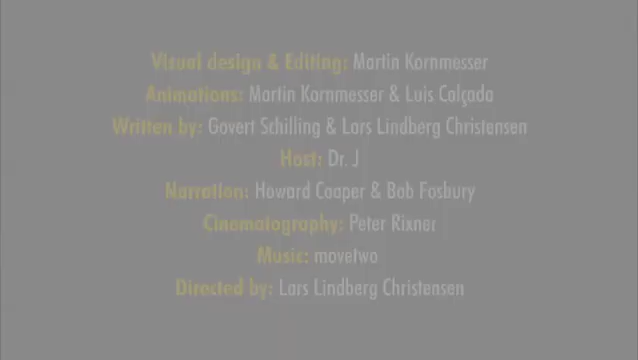 Visual design & Editing: Martin Kornmesser
Animations: Martin Kornmesser & Luis Calçada
Written by: Govert Schilling & Lars Lindberg Christensen
Host: Dr. J
Narration: Howard Cooper & Bob Fosbury
Cinematography: Peter Rixner
Music: movetwo
Directed by: Lars Lindberg Christensen